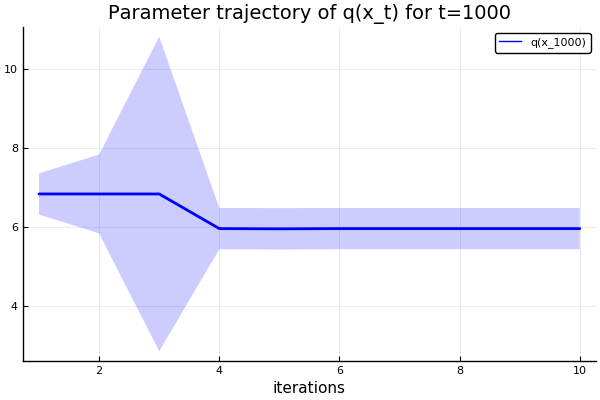 Parameter trajectory of q(x_t) for t=1000
q(x_1000)
10
8
6
4
2 4 6 8 10
iterations